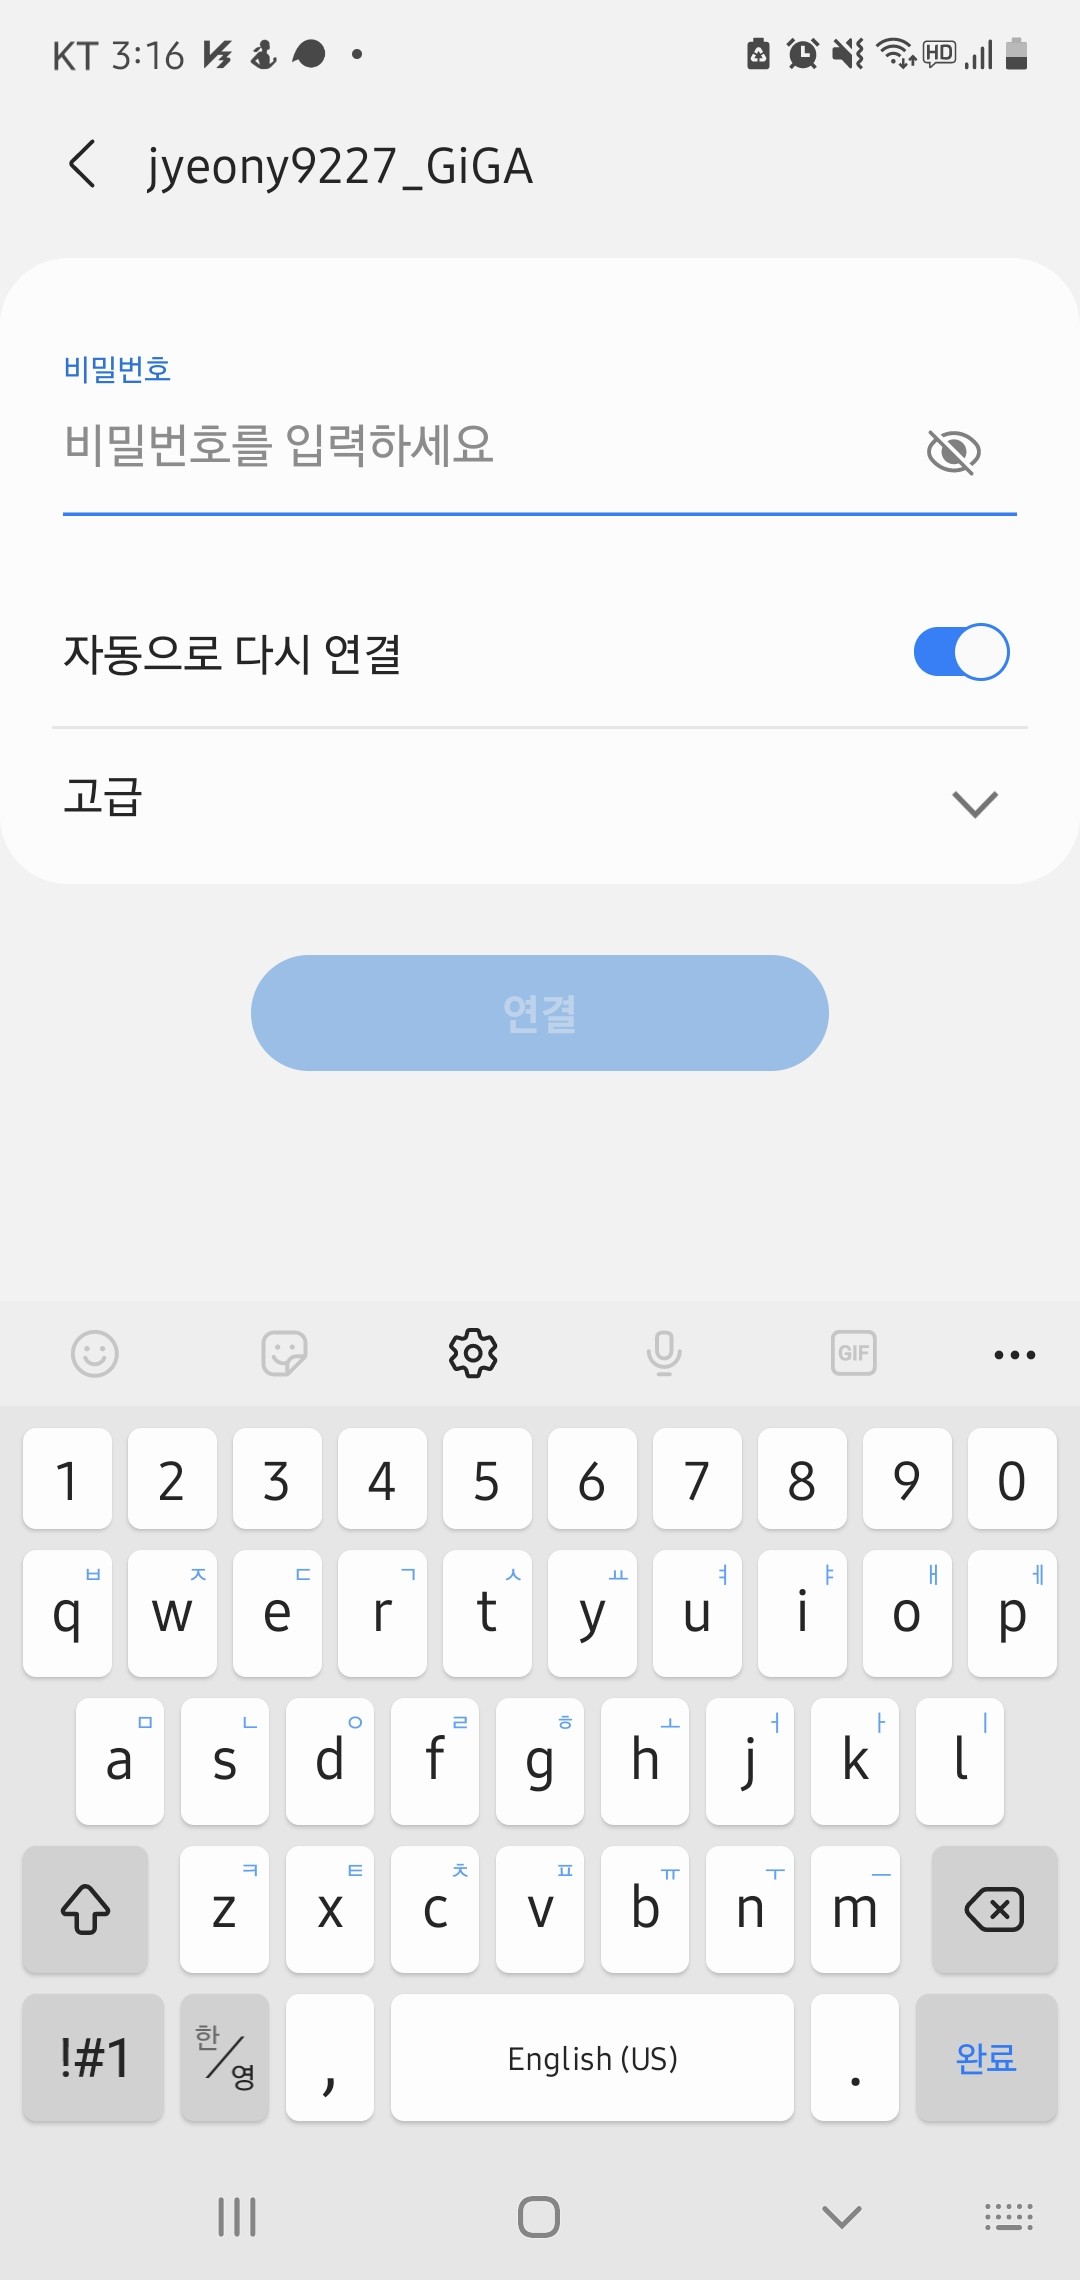 KT 3:16 HD
jyeony9227_GiGA
비밀번호
비밀번호를 입력하세요
자동으로 다시 연결
고급
연결
GIF
1 2 3 4 5 6 7 8 9 0
q ㅂ w ㅈ e ㄷ r ㄱ t ㅅ y ㅛ u ㅕ i ㅑ o ㅐ p ㅔ
a ㅁ s ㄴ d ㅇ f ㄹ g ㅎ h ㅗ j ㅓ k ㅏ l ㅣ
z ㅋ x ㅌ c ㅊ v ㅍ b ㅠ n ㅜ m ㅡ
!#1 한/영 , English (US) . 완료